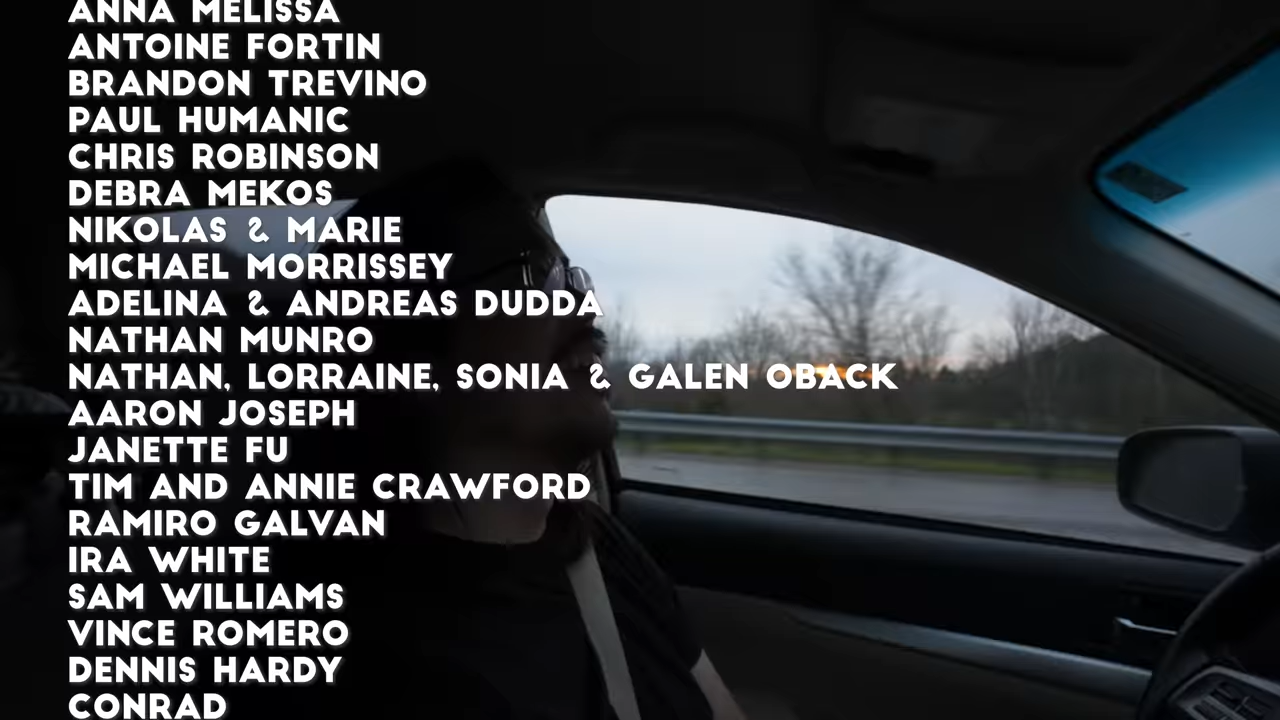 ANNA MELISSA
ANTOINE FORTIN
BRANDON TREVINO
PAUL HUMANIC
CHRIS ROBINSON
DEBRA MEKOS
NIKOLAS & MARIE
MICHAEL MORRISSEY
ADELINA & ANDREAS DUDDA
NATHAN MUNRO
NATHAN, LORRAINE, SONIA & GALEN OBACK
AARON JOSEPH
JANETTE FU
TIM AND ANNIE CRAWFORD
RAMIRO GALVAN
IRA WHITE
SAM WILLIAMS
VINCE ROMERO
DENNIS HARDY
CONRAD